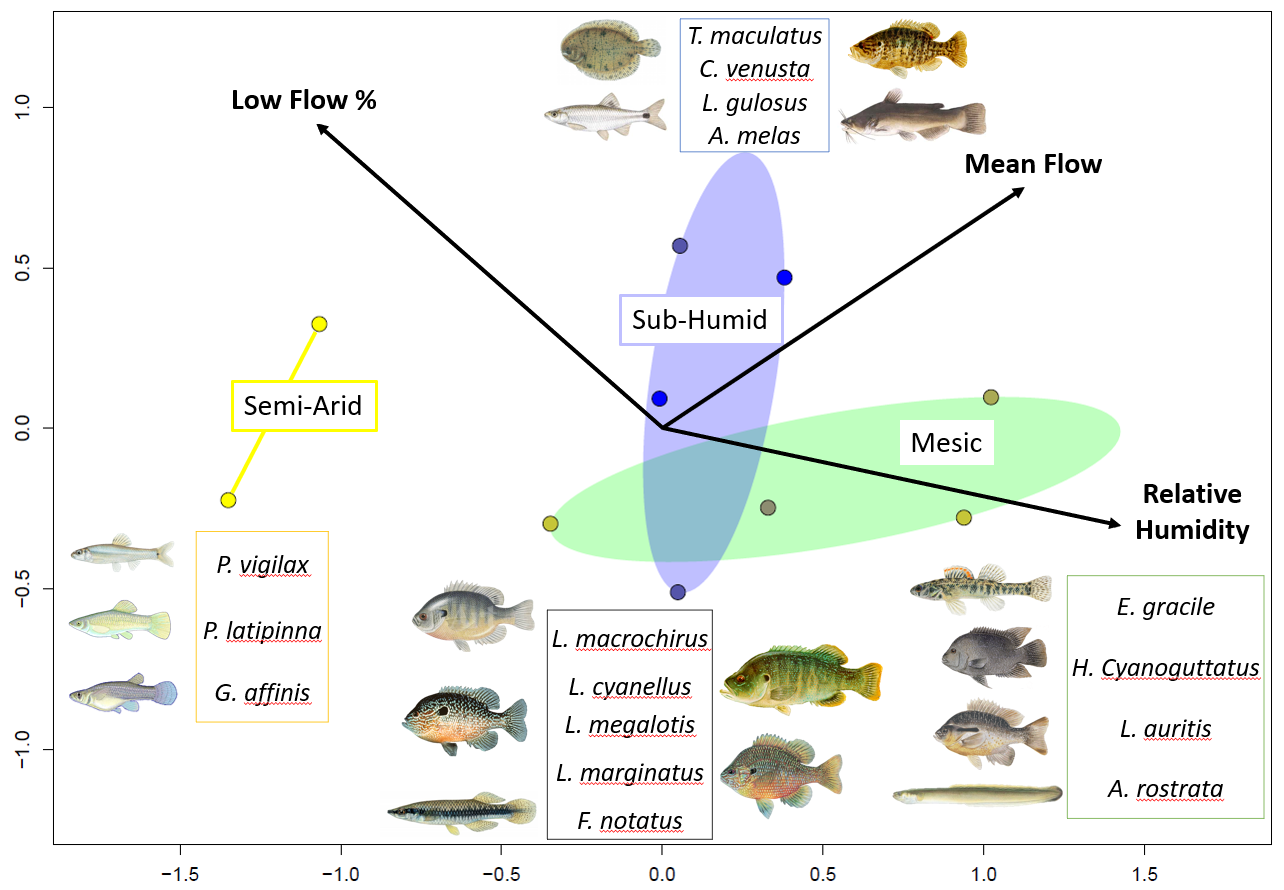 T. maculatus
C. venusta
L. gulosus
A. melas
Low Flow %
Mean Flow
Sub-Humid
Semi-Arid
Mesic
Relative
Humidity
P. vigilax
P. latipinna
G. affinis
L. macrochirus
L. cyanellus
L. megalotis
L. marginatus
F. notatus
E. gracile
H. Cyanoguttatus
L. auritis
A. rostrata
1.0
0.5
0.0
−0.5
−1.0
−1.5
−1.0
−0.5
0.0
0.5
1.0
1.5